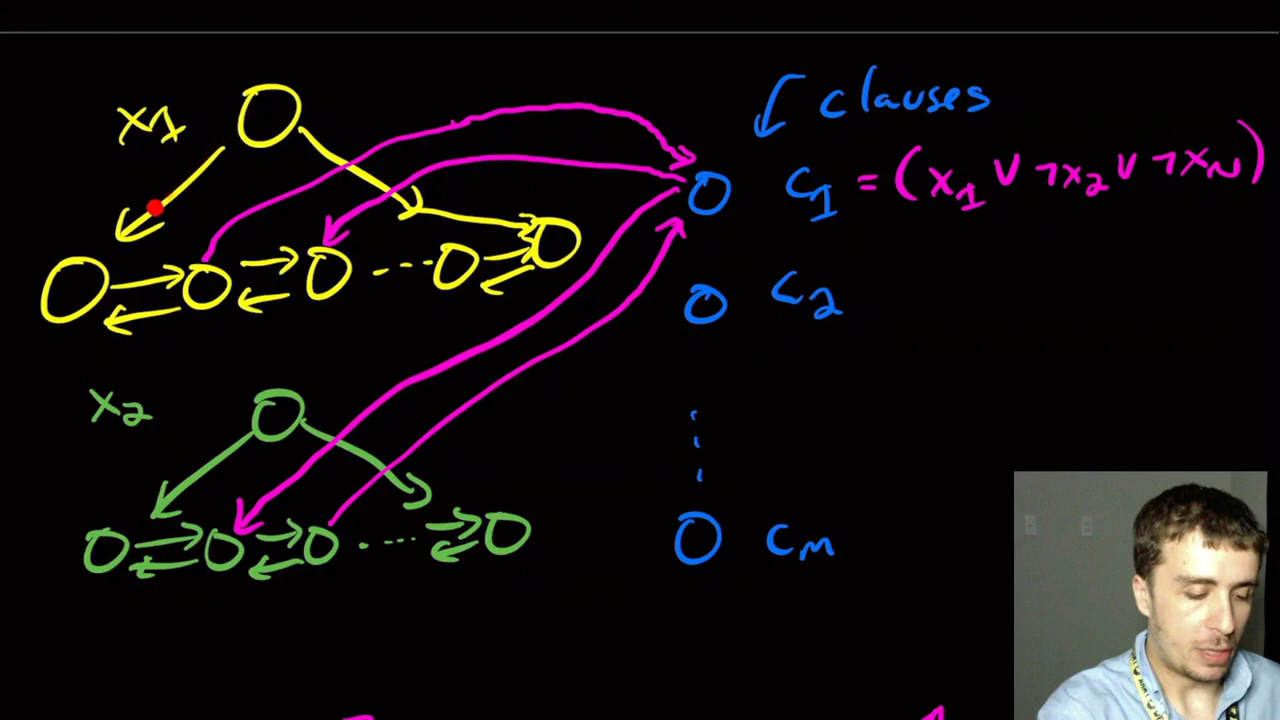 clauses
x1
C1 = (x1 ∨ ¬x2 ∨ ¬xN)
C2
x2
Cm